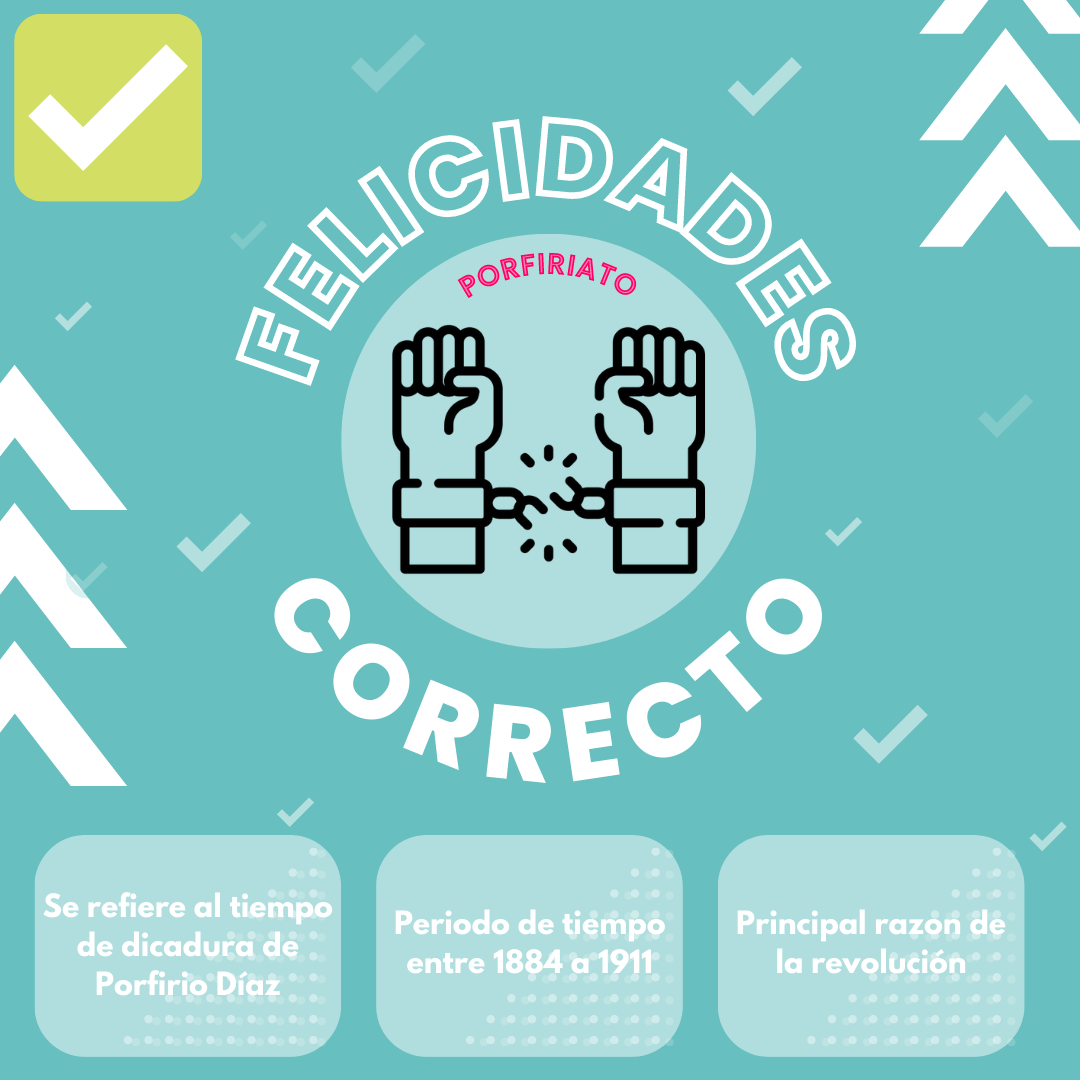 FELICIDADES
PORFIRIATO
CORRECTO
Se refiere al tiempo
de dicadura de
Porfirio Díaz
Periodo de tiempo
entre 1884 a 1911
Principal razón de
la revolución